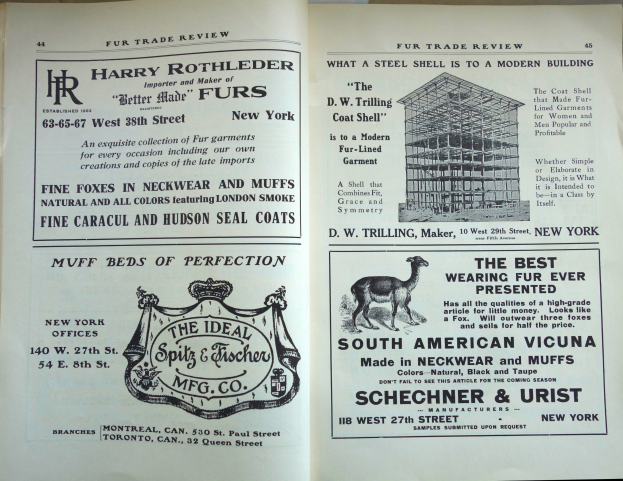 44
FUR TRADE REVIEW
HR
ESTABLISHED
HARRY ROTHLEDER
Importer and Maker of
"Better Made" FURS
REGISTERED
63-65-67 West 38th Street New York
An exquisite collection of Fur garments
for every occasion including our own
creations and copies of the late imports
FINE FOXES IN NECKWEAR AND MUFFS
NATURAL AND ALL COLORS featuring LONDON SMOKE
FINE CARACUL AND HUDSON SEAL COATS
MUFF BEDS OF PERFECTION
NEW YORK
OFFICES
140 W. 27th St.
54 E. 8th St.
THE IDEAL
Spitz & Fischer
MFG. CO.
BRANCHES
MONTREAL, CAN. 530 St. Paul Street
TORONTO, CAN., 32 Queen Street
FUR TRADE REVIEW
45
WHAT A STEEL SHELL IS TO A MODERN BUILDING
"The
D. W. Trilling
Coat Shell"
is to a Modern
Fur-Lined
Garment
A Shell that
Combines Fit,
Grace and
Symmetry
The Coat Shell
that Made Fur-
Lined Garments
for Women and
Men Popular and
Profitable
Whether Simple
or Elaborate in
Design, it is What
it is Intended to
be—in a Class by
Itself.
D. W. TRILLING, Maker, 10 West 29th Street, NEW YORK
near Fifth Avenue
THE BEST
WEARING FUR EVER
PRESENTED
Has all the qualities of a high-grade
article for little money. Looks like
a Fox. Will outwear three foxes
and sells for half the price.
SOUTH AMERICAN VICUNA
Made in NECKWEAR and MUFFS
Colors—Natural, Black and Taupe
DON'T FAIL TO SEE THIS ARTICLE FOR THE COMING SEASON
SCHECHNER & URIST
— MANUFACTURERS —
118 WEST 27th STREET NEW YORK
SAMPLES SUBMITTED UPON REQUEST